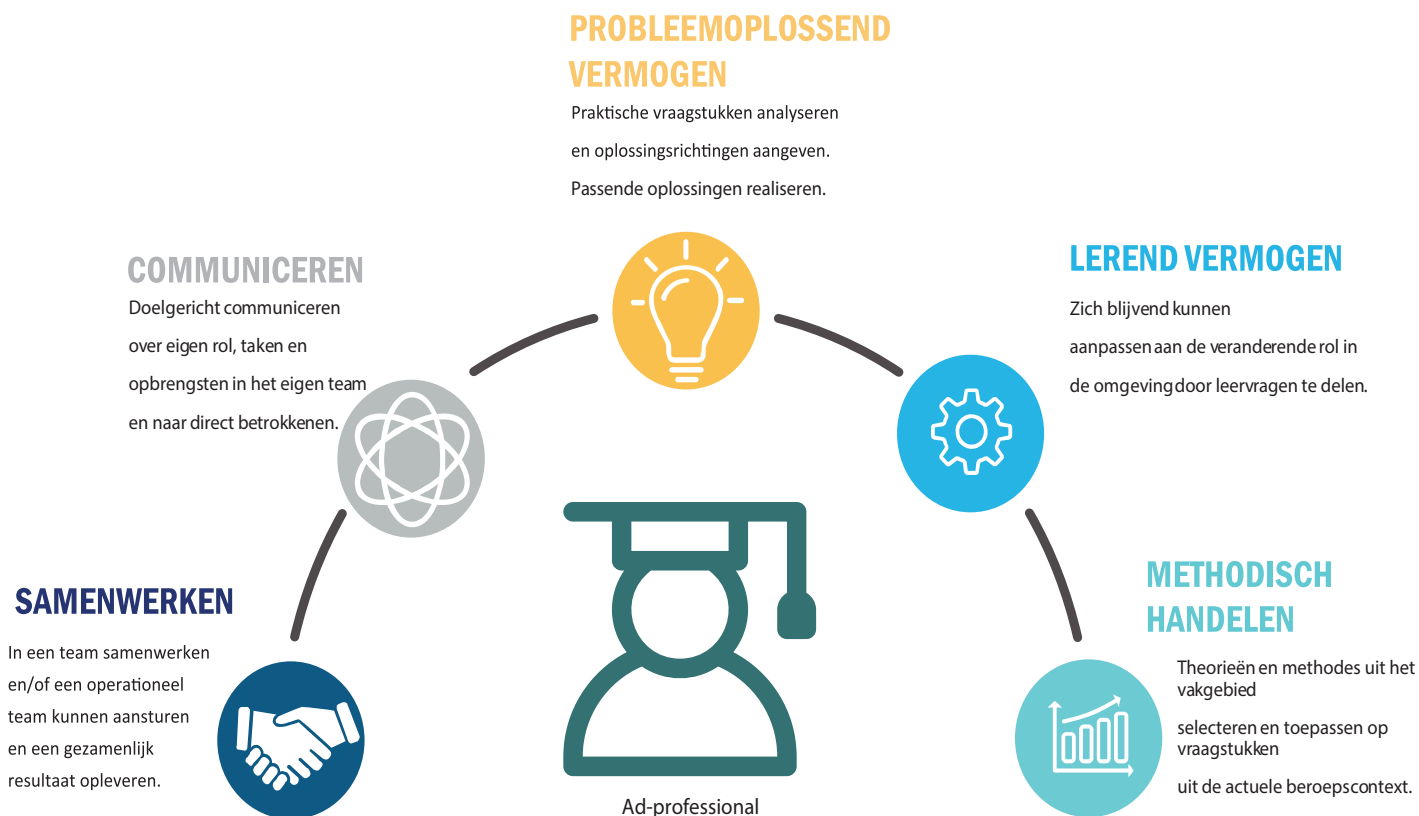 PROBLEEMOPLOSSEND
VERMOGEN
Praktische vraagstukken analyseren
en oplossingsrichtingen aangeven.
Passende oplossingen realiseren.
COMMUNICEREN
Doelgericht communiceren
over eigen rol, taken en
opbrengsten in het eigen team
en naar direct betrokkenen.
LEREND VERMOGEN
Zich blijvend kunnen
aanpassen aan de veranderende rol in
de omgeving door leervragen te delen.
SAMENWERKEN
In een team samenwerken
en/of een operationeel
team kunnen aansturen
en een gezamenlijk
resultaat opleveren.
METHODISCH
HANDELEN
Theorieën en methodes uit het
vakgebied
selecteren en toepassen op
vraagstukken
uit de actuele beroepscontext.
Ad-professional